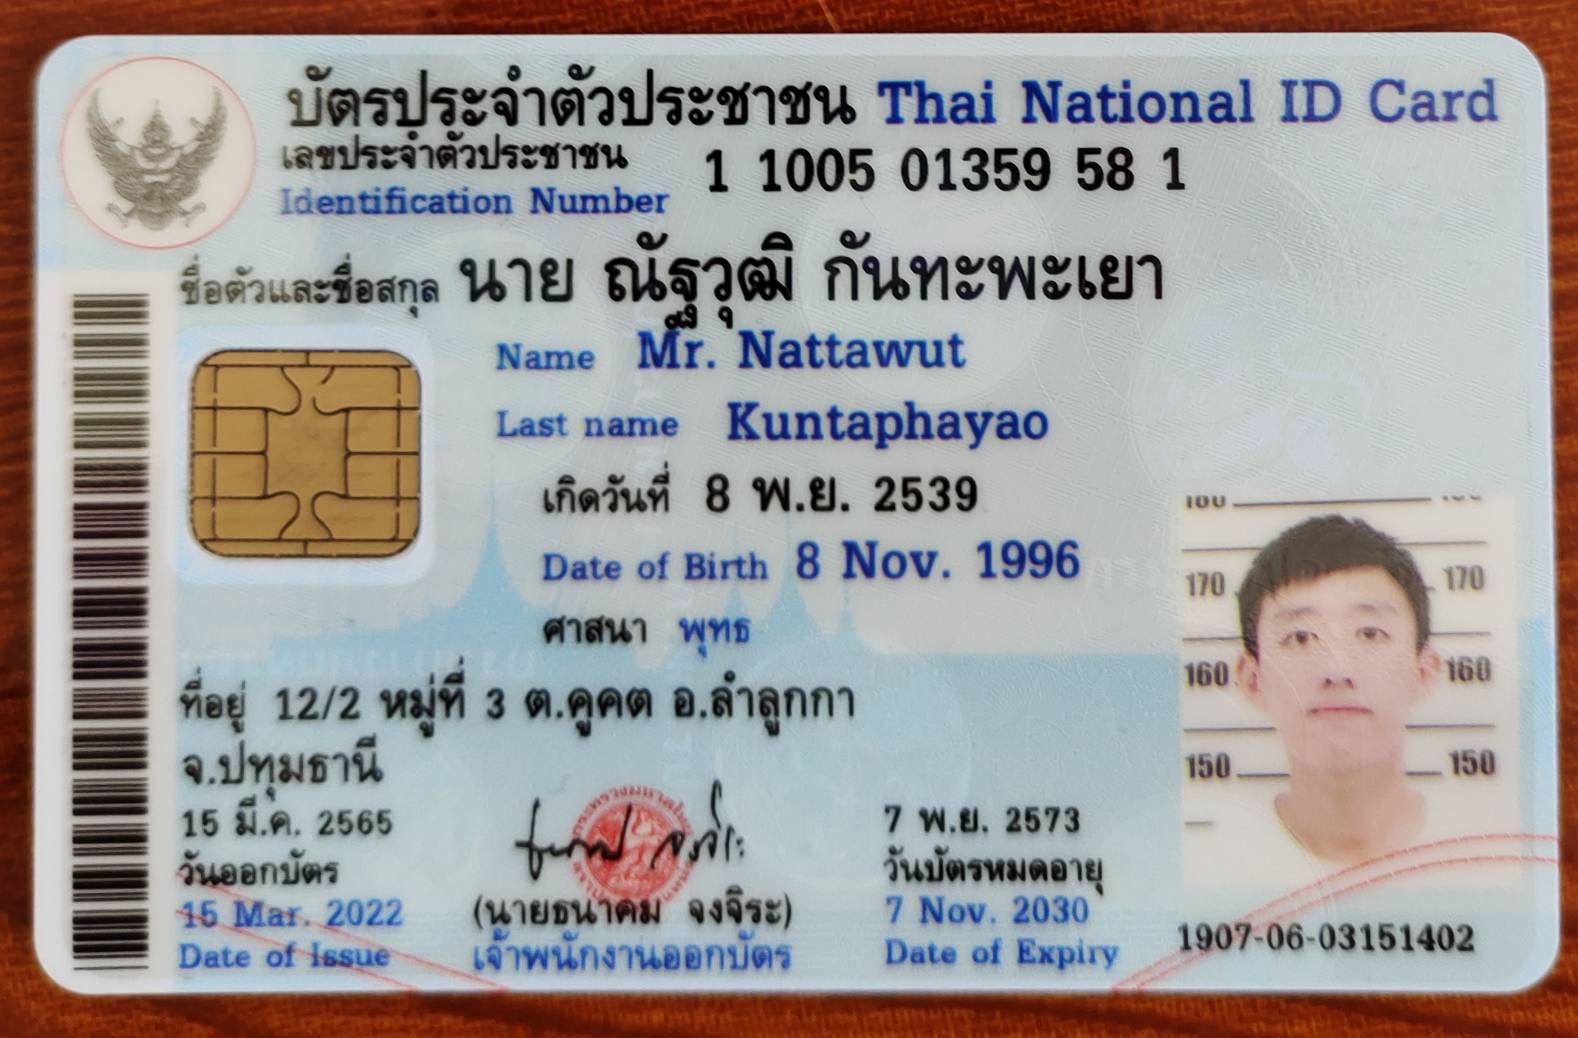 บัตรประจำตัวประชาชน Thai National ID Card
เลขประจำตัวประชาชน
Identification Number 1 1005 01359 58 1
ชื่อตัวและชื่อสกุล นาย ณัฐวุฒิ กันทะพะเยา
Name Mr. Nattawut
Last name Kuntaphayao
เกิดวันที่ 8 พ.ย. 2539
Date of Birth 8 Nov. 1996
ศาสนา พุทธ
ที่อยู่ 12/2 หมู่ที่ 3 ต.คูคต อ.ลำลูกกา
จ.ปทุมธานี
15 มี.ค. 2565
วันออกบัตร
15 Mar. 2022
Date of Issue
(นายธนาคม จงจิระ)
เจ้าพนักงานออกบัตร
7 พ.ย. 2573
วันบัตรหมดอายุ
7 Nov. 2030
Date of Expiry
170 170
160 160
150 150
1907-06-03151402